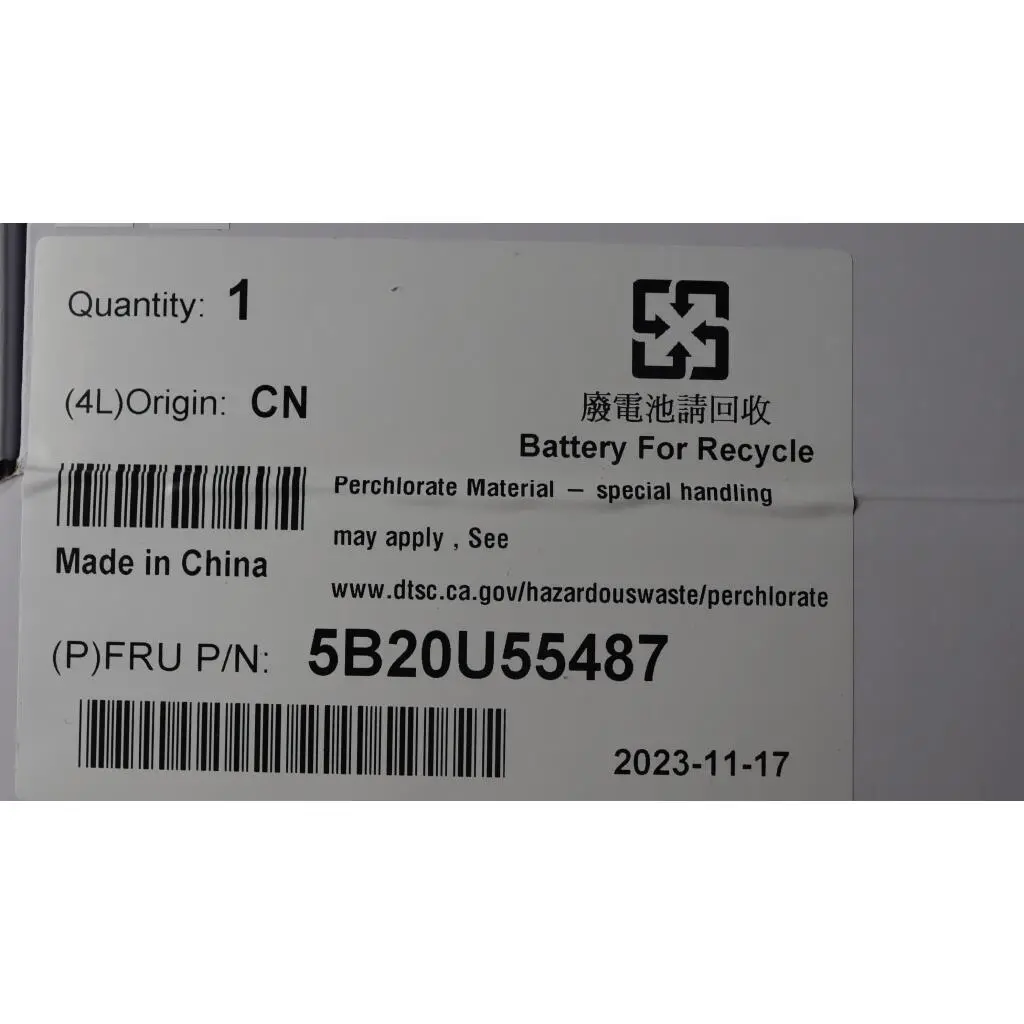 Quantity: 1
(4L)Origin: CN
廢電池請回收
Battery For Recycle
Perchlorate Material – special handling
may apply , See
www.dtsc.ca.gov/hazardouswaste/perchlorate
Made in China
(P)FRU P/N: 5B20U55487
2023-11-17